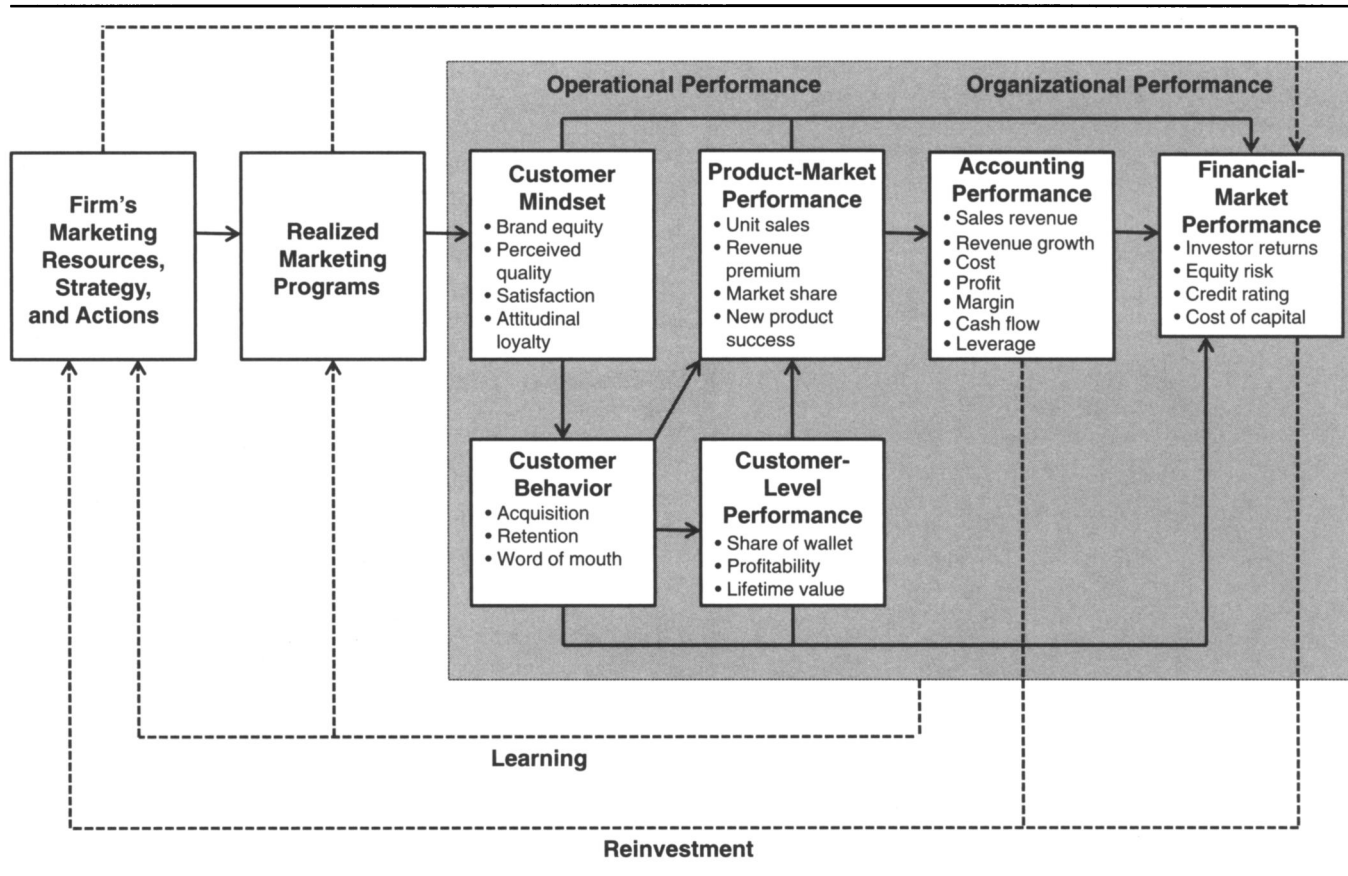 Operational Performance
Organizational Performance
Firm's
Marketing
Resources,
Strategy,
and Actions
Realized
Marketing
Programs
Customer
Mindset
• Brand equity
• Perceived
quality
• Satisfaction
• Attitudinal
loyalty
Product-Market
Performance
• Unit sales
• Revenue
premium
• Market share
• New product
success
Accounting
Performance
• Sales revenue
• Revenue growth
• Cost
• Profit
• Margin
• Cash flow
• Leverage
Financial-
Market
Performance
• Investor returns
• Equity risk
• Credit rating
• Cost of capital
Customer
Behavior
• Acquisition
• Retention
• Word of mouth
Customer-
Level
Performance
• Share of wallet
• Profitability
• Lifetime value
Learning
Reinvestment